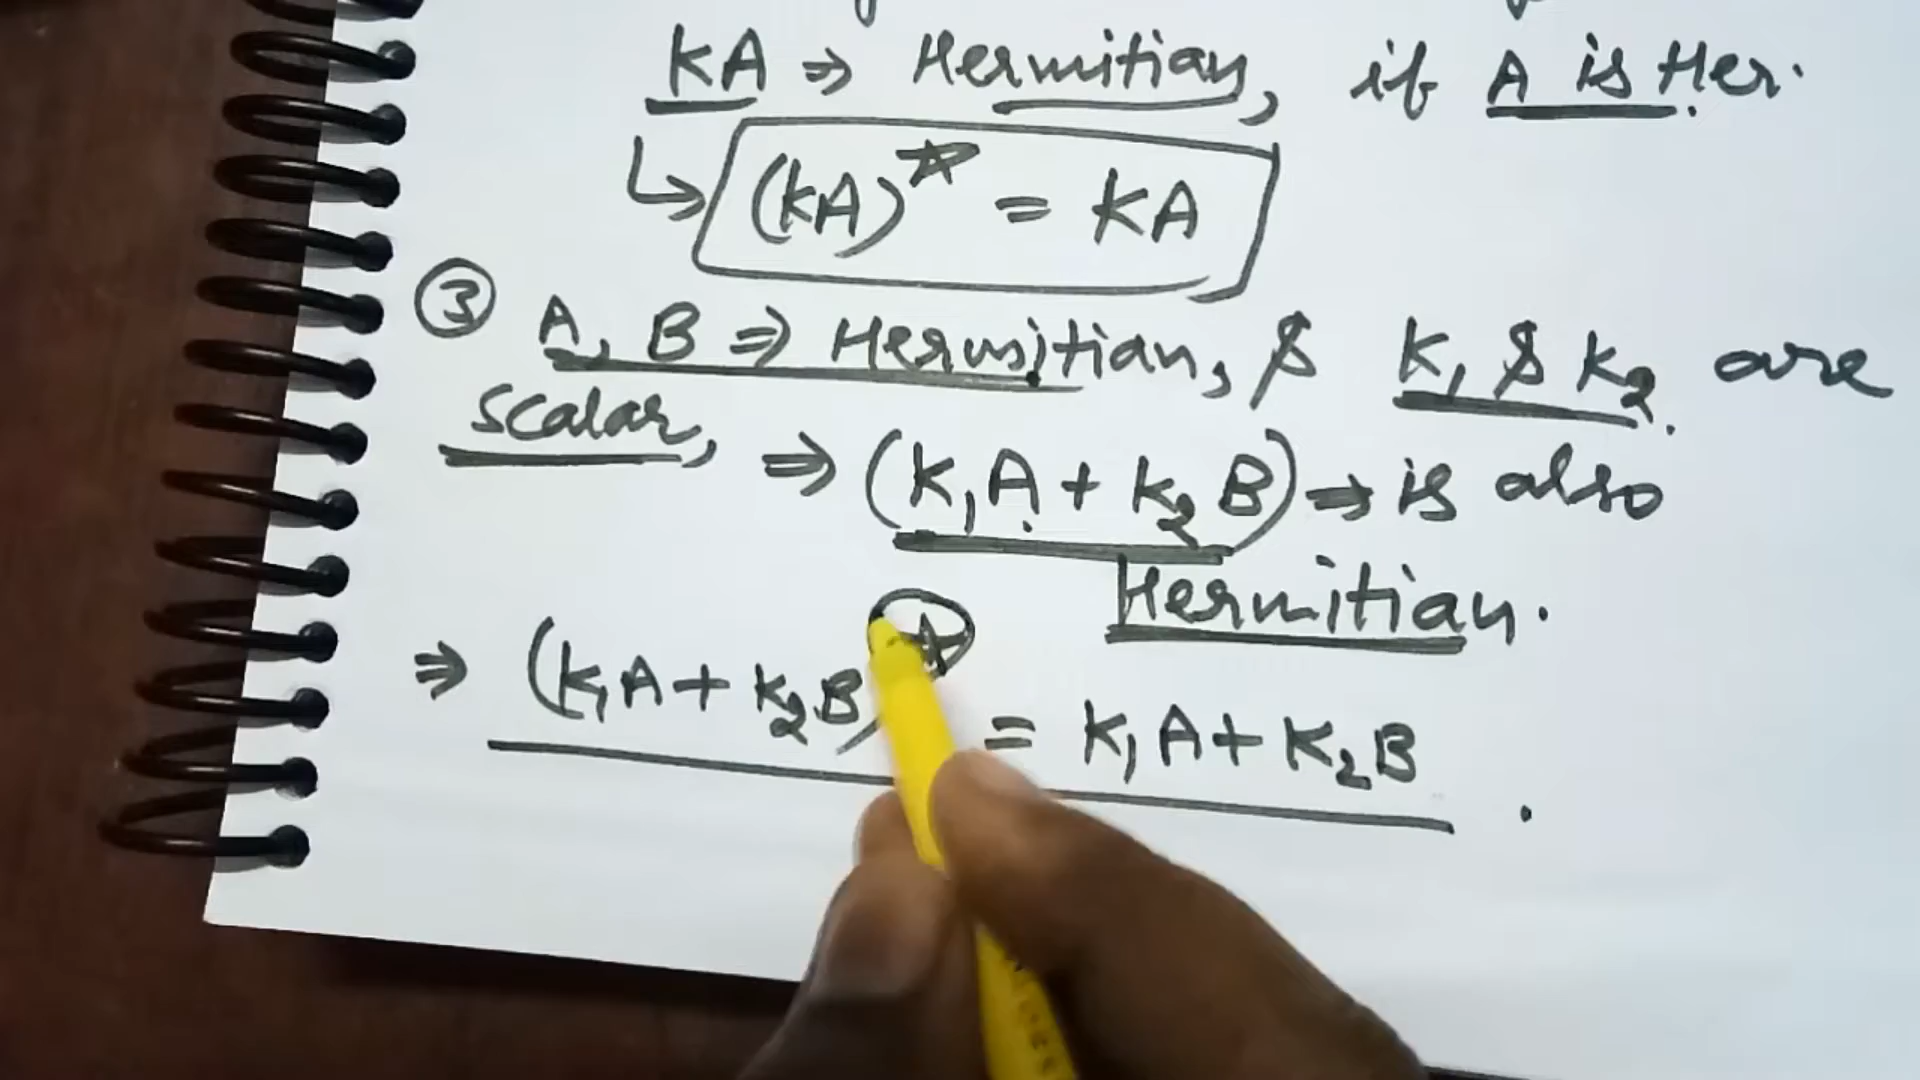 KA ⇒ Hermitian, if A is Her.
↳ (KA)* = KA
③ A, B ⇒ Hermitian, & K₁ & K₂ are
scalar, ⇒ (K₁A + K₂B) ⇒ is also
Hermitian.
⇒ (K₁A + K₂B)* = K₁A + K₂B.